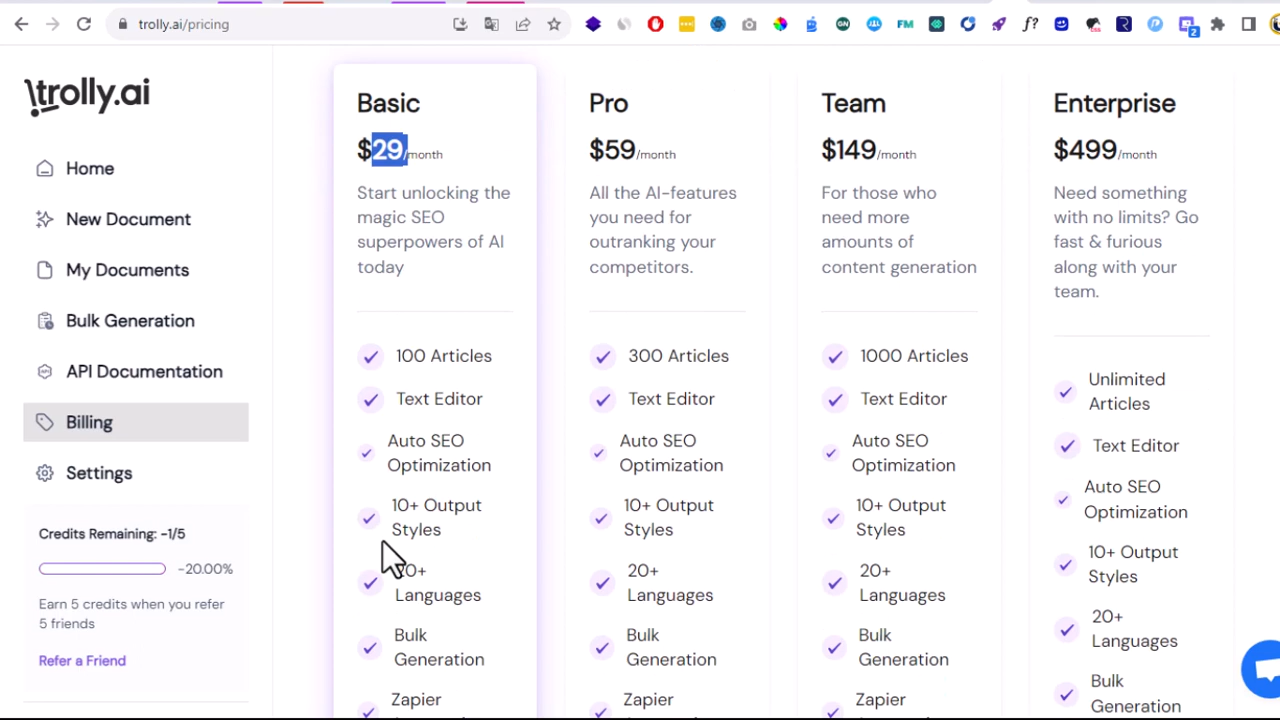 trolly.ai/pricing
trolly.ai
Home
New Document
My Documents
Bulk Generation
API Documentation
Billing
Settings
Credits Remaining: -1/5
-20.00%
Earn 5 credits when you refer
5 friends
Refer a Friend
Basic
$29/month
Start unlocking the
magic SEO
superpowers of AI
today
100 Articles
Text Editor
Auto SEO
Optimization
10+ Output
Styles
Languages
Bulk
Generation
Zapier
Pro
$59/month
All the AI-features
you need for
outranking your
competitors.
300 Articles
Text Editor
Auto SEO
Optimization
10+ Output
Styles
20+
Languages
Bulk
Generation
Zapier
Team
$149/month
For those who
need more
amounts of
content generation
1000 Articles
Text Editor
Auto SEO
Optimization
10+ Output
Styles
20+
Languages
Bulk
Generation
Zapier
Enterprise
$499/month
Need something
with no limits? Go
fast & furious
along with your
team.
Unlimited
Articles
Text Editor
Auto SEO
Optimization
10+ Output
Styles
20+
Languages
Bulk
Generation
GN
FM
f?
2